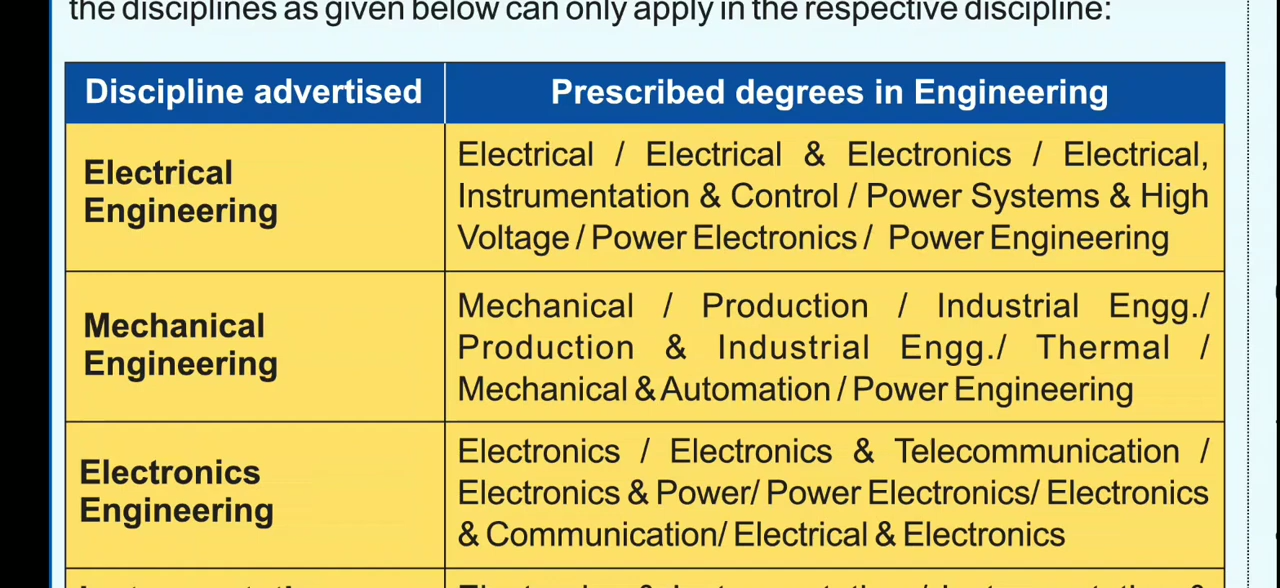 the disciplines as given below can only apply in the respective discipline:
Discipline advertised
Prescribed degrees in Engineering
Electrical
Engineering
Electrical / Electrical & Electronics / Electrical,
Instrumentation & Control / Power Systems & High
Voltage / Power Electronics / Power Engineering
Mechanical
Engineering
Mechanical / Production / Industrial Engg./
Production & Industrial Engg./ Thermal /
Mechanical & Automation / Power Engineering
Electronics
Engineering
Electronics / Electronics & Telecommunication /
Electronics & Power/ Power Electronics/ Electronics
& Communication/ Electrical & Electronics